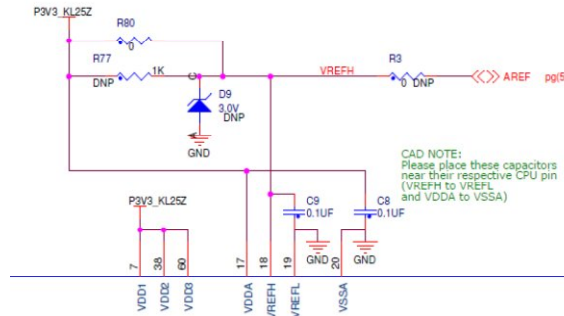 P3V3_KL25Z
R80
0
R77
1K
DNP
C
D9
3.0V
DNP
GND
VREFH
R3
0 DNP
AREF pg(5
CAD NOTE:
Please place these capacitors
near their respective CPU pin
(VREFH to VREFL
and VDDA to VSSA)
P3V3_KL25Z
C9
0.1UF
GND
C8
0.1UF
GND
7
38
60
17
18
19
20
VDD1
VDD2
VDD3
VDDA
VREFH
VREFL
VSSA